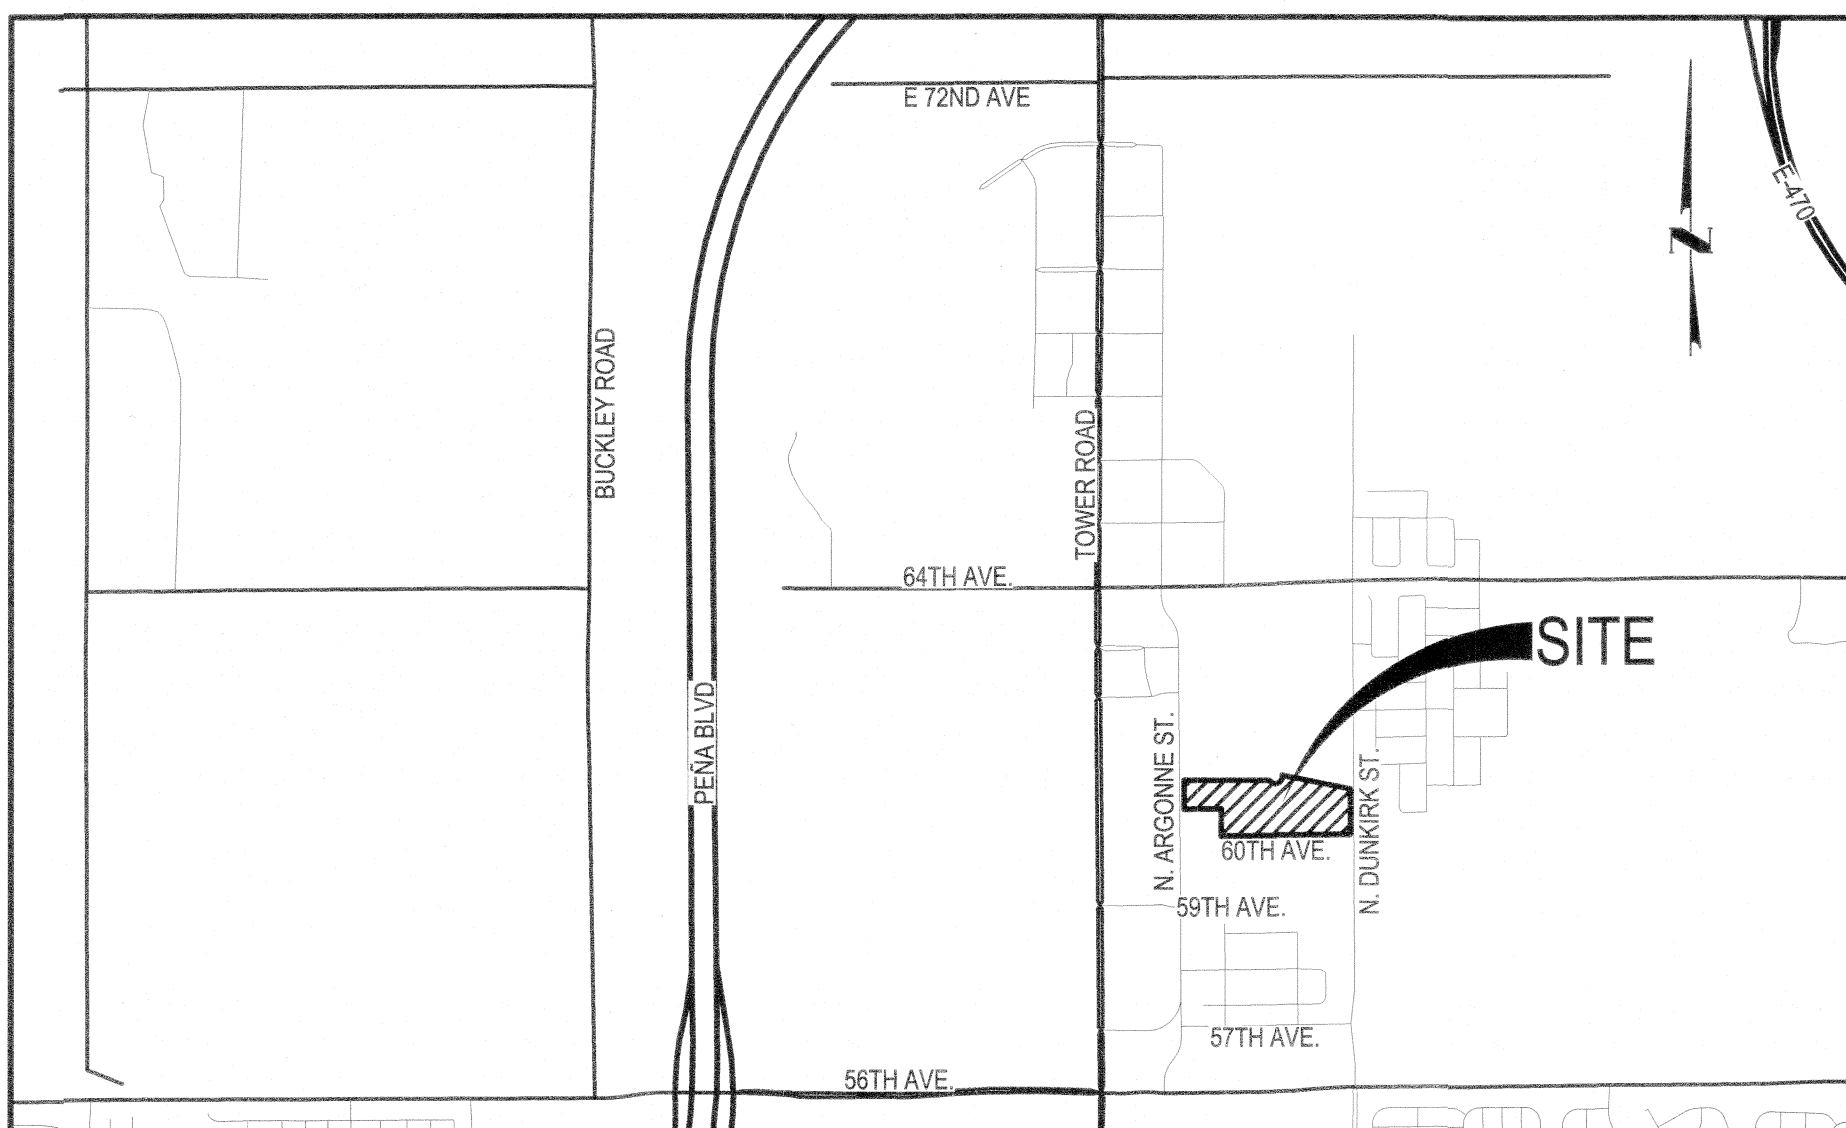 E 72ND AVE
E-470
N
BUCKLEY ROAD
TOWER ROAD
64TH AVE.
SITE
PEÑA BLVD
N. ARGONNE ST.
N. DUNKIRK ST.
60TH AVE.
59TH AVE.
57TH AVE.
56TH AVE.